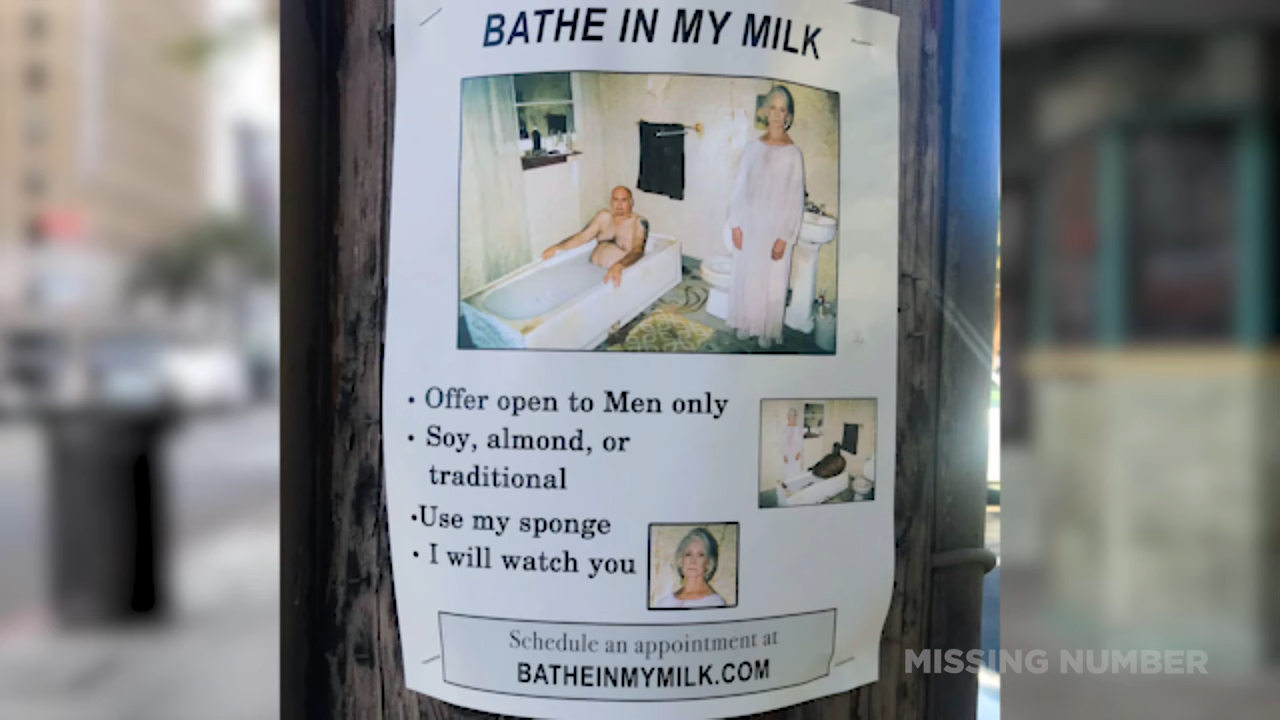 BATHE IN MY MILK
• Offer open to Men only
• Soy, almond, or
traditional
•Use my sponge
• I will watch you
Schedule an appointment at
BATHEINMYMILK.COM
MISSING NUMBER